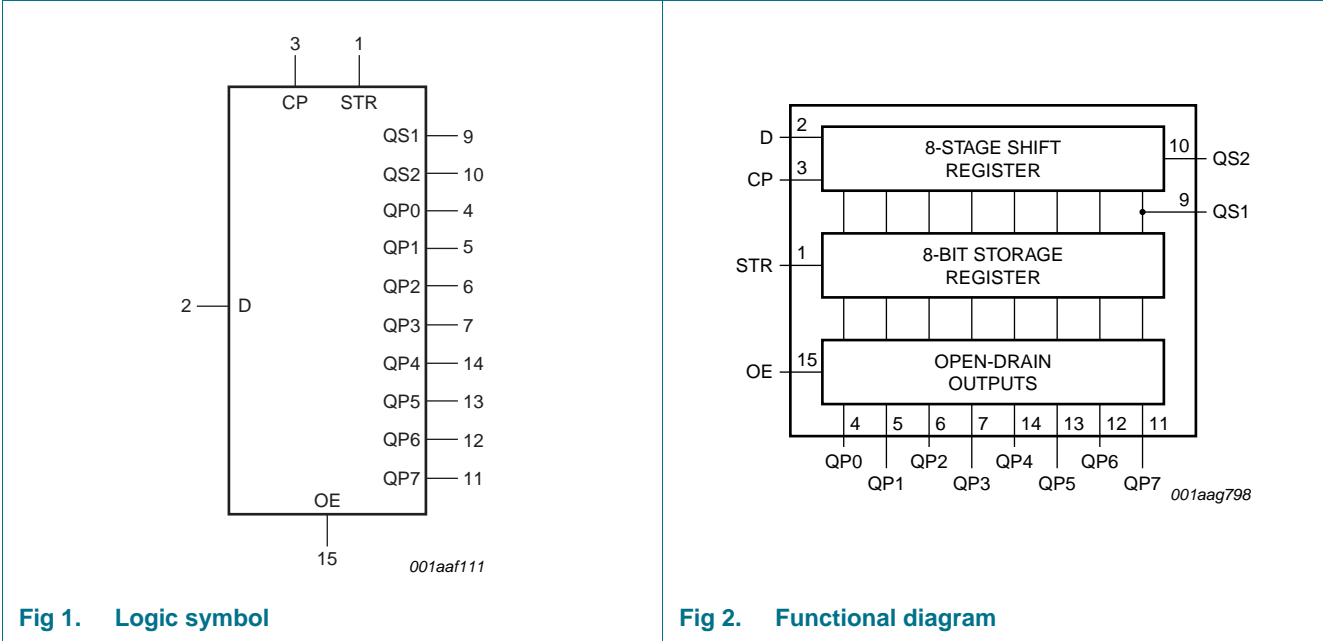 3 1
CP STR
QS1 9
QS2 10
QP0 4
QP1 5
QP2 6
2 D
QP3 7
QP4 14
QP5 13
QP6 12
QP7 11
OE
15
001aaf111
Fig 1. Logic symbol
D 2
8-STAGE SHIFT
REGISTER
10 QS2
CP 3
9 QS1
STR 1
8-BIT STORAGE
REGISTER
OE 15
OPEN-DRAIN
OUTPUTS
4 5 6 7 14 13 12 11
QP0 QP2 QP4 QP6
QP1 QP3 QP5 QP7
001aag798
Fig 2. Functional diagram